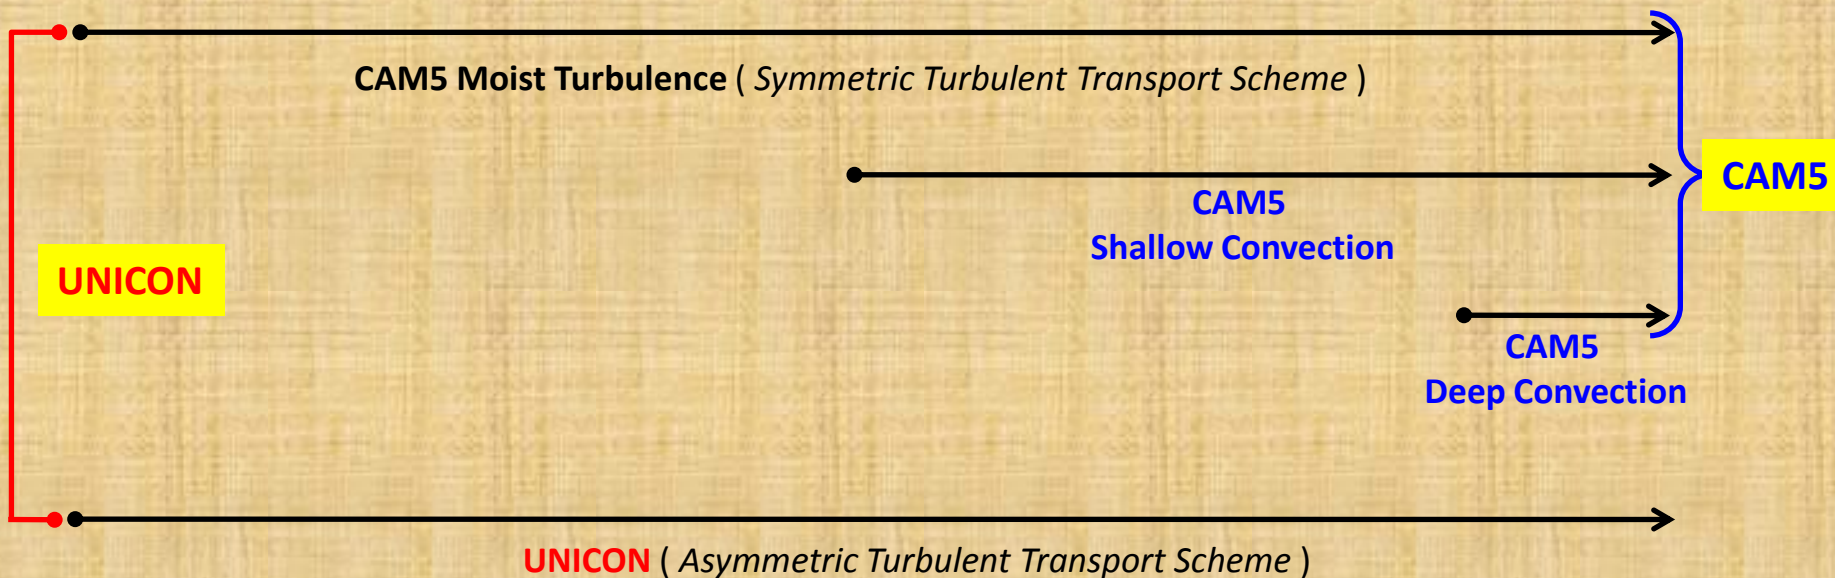 CAM5 Moist Turbulence ( Symmetric Turbulent Transport Scheme )
CAM5
CAM5
Shallow Convection
UNICON
CAM5
Deep Convection
UNICON ( Asymmetric Turbulent Transport Scheme )